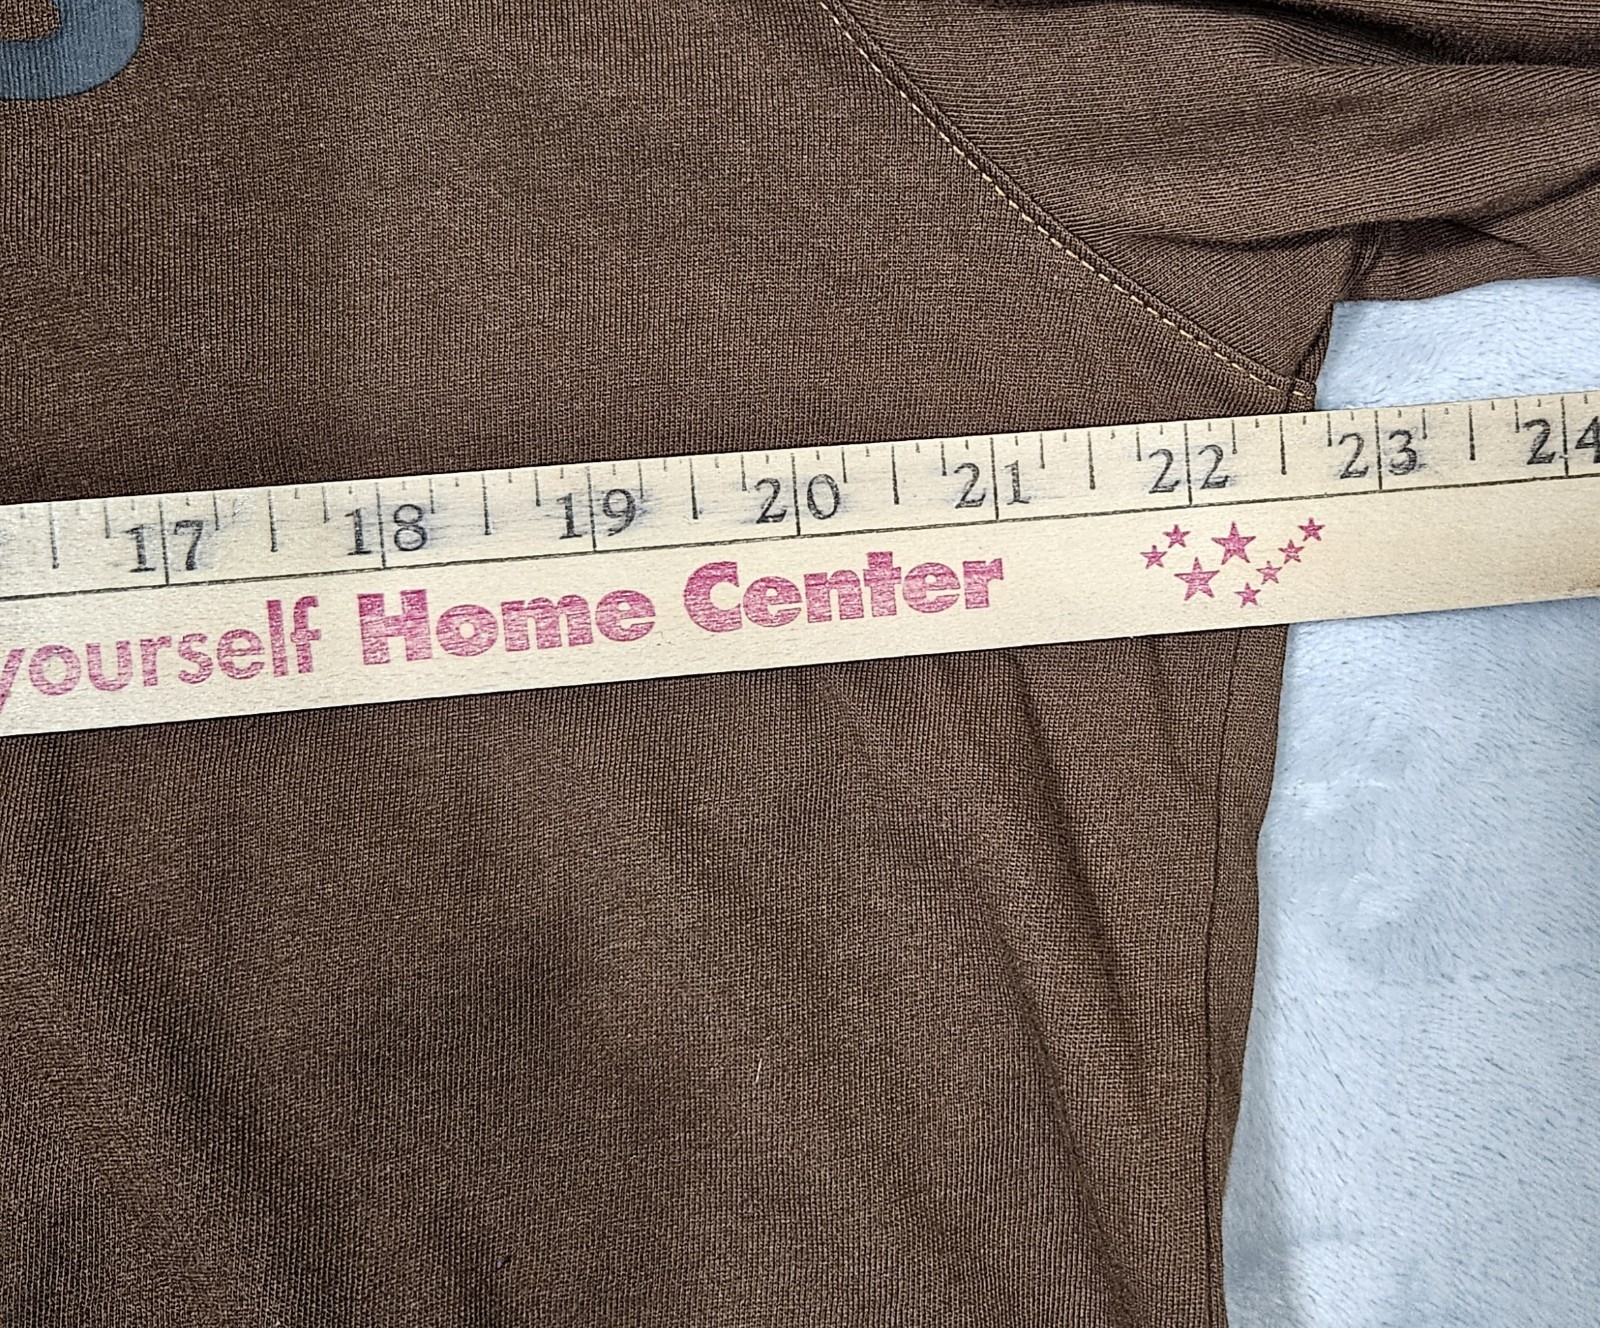 17 18 19 20 21 22 23 24
yourself Home Center